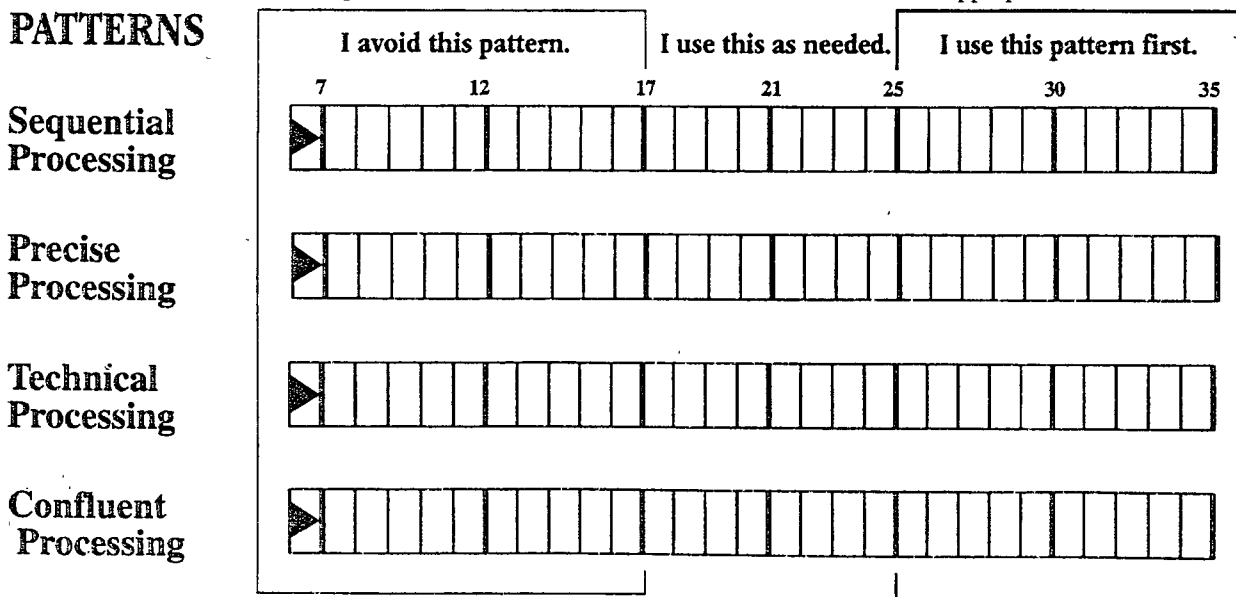 PATTERNS
I avoid this pattern. I use this as needed. I use this pattern first.
7 12 17 21 25 30 35
Sequential
Processing
Precise
Processing
Technical
Processing
Confluent
Processing